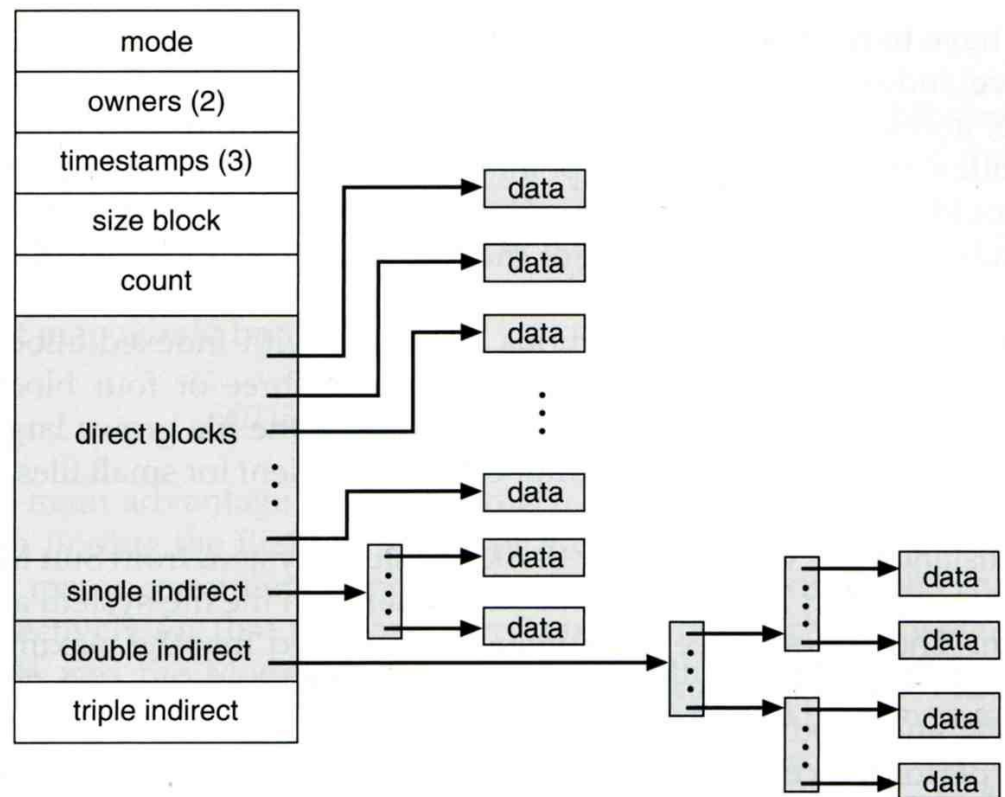 mode
owners (2)
timestamps (3)
size block
count
direct blocks
single indirect
double indirect
triple indirect
data
data
data
data
data
data
data
data
data
data